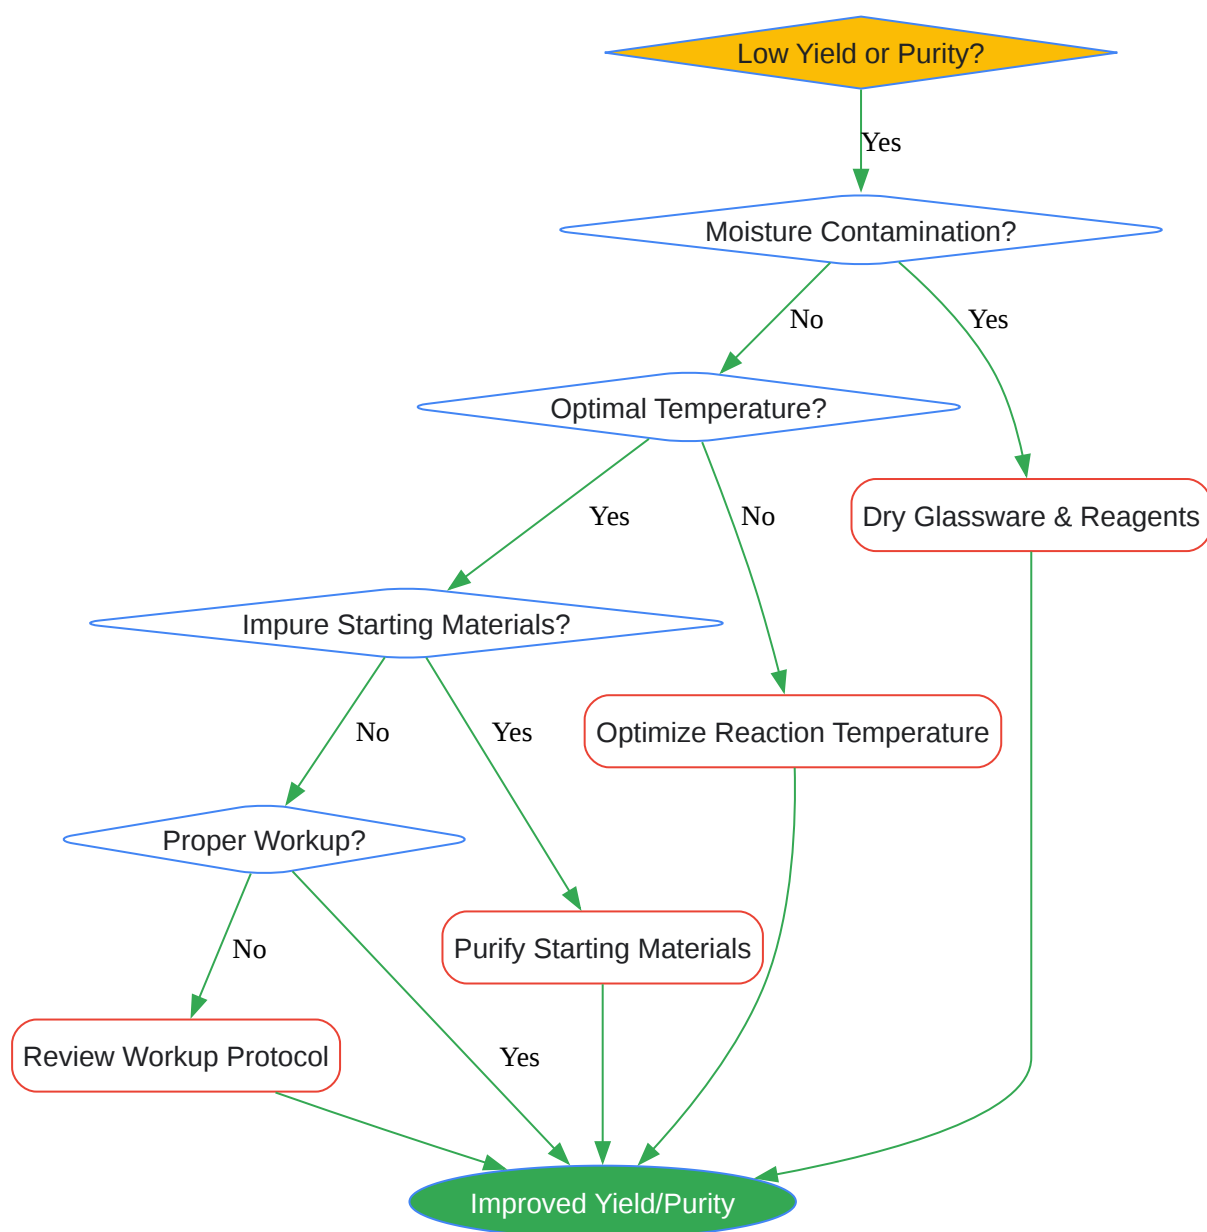 Low Yield or Purity?
Yes
Moisture Contamination?
No
Yes
Optimal Temperature?
Yes
No
Dry Glassware & Reagents
Impure Starting Materials?
No
Yes
Optimize Reaction Temperature
Proper Workup?
No
Purify Starting Materials
Review Workup Protocol
Yes
Improved Yield/Purity